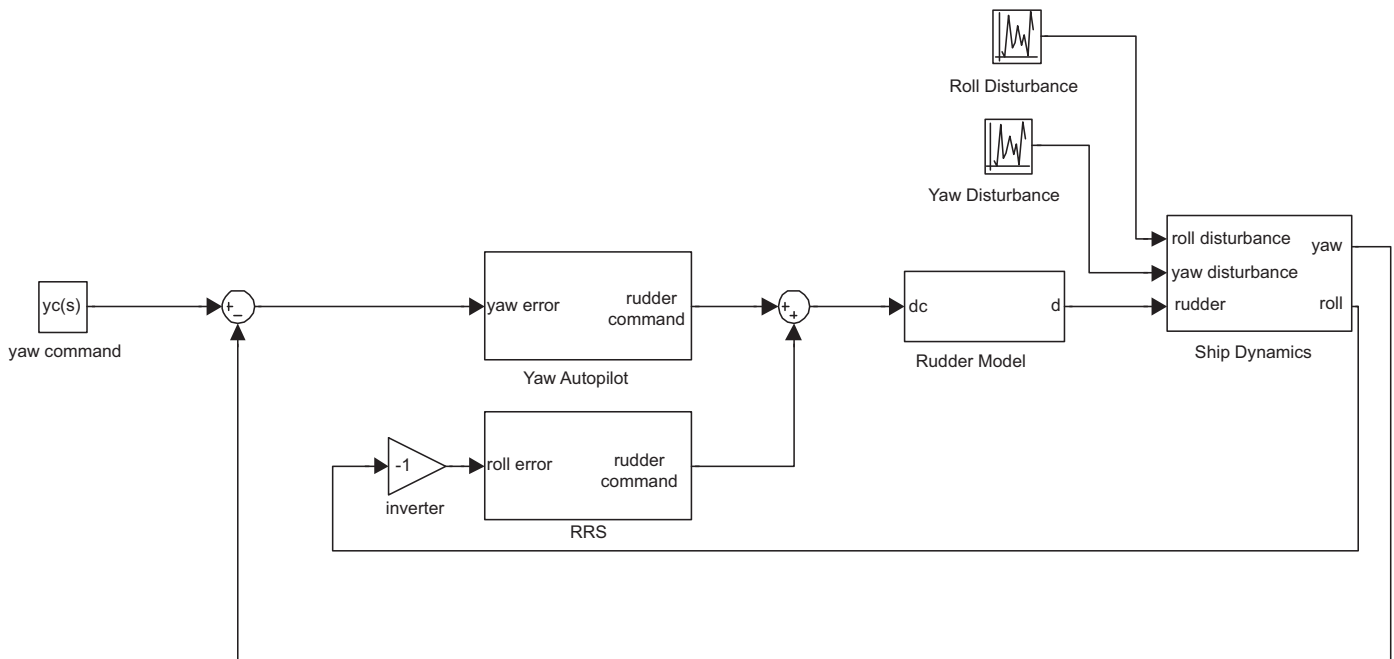 Roll Disturbance
Yaw Disturbance
roll disturbance
yaw
yaw disturbance
yc(s)
+
−
yaw error
rudder
command
+
+
dc
d
rudder
roll
yaw command
Yaw Autopilot
Rudder Model
Ship Dynamics
-1
roll error
rudder
command
inverter
RRS